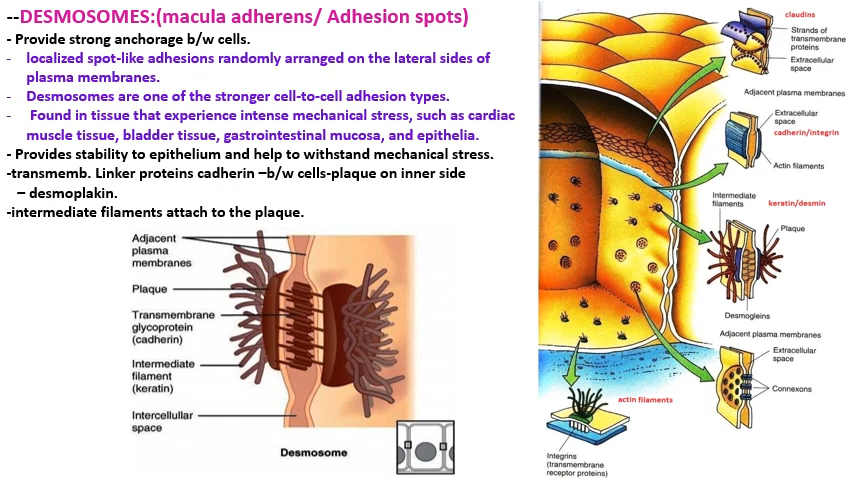 --DESMOSOMES:(macula adherens/ Adhesion spots)
- Provide strong anchorage b/w cells.
- localized spot-like adhesions randomly arranged on the lateral sides of
plasma membranes.
- Desmosomes are one of the stronger cell-to-cell adhesion types.
- Found in tissue that experience intense mechanical stress, such as cardiac
muscle tissue, bladder tissue, gastrointestinal mucosa, and epithelia.
- Provides stability to epithelium and help to withstand mechanical stress.
-transmemb. Linker proteins cadherin –b/w cells-plaque on inner side
– desmoplakin.
-intermediate filaments attach to the plaque.
Adjacent
plasma
membranes
Plaque
Transmembrane
glycoprotein
(cadherin)
Intermediate
filament
(keratin)
Intercellular
space
Desmosome
claudins
Strands of
transmembrane
proteins
Extracellular
space
Adjacent plasma membranes
Extracellular
space
cadherin/integrin
Actin filaments
Intermediate
filaments
keratin/desmin
Plaque
Desmogleins
Adjacent plasma membranes
Extracellular
space
Connexons
actin filaments
Integrins
(transmembrane
receptor proteins)